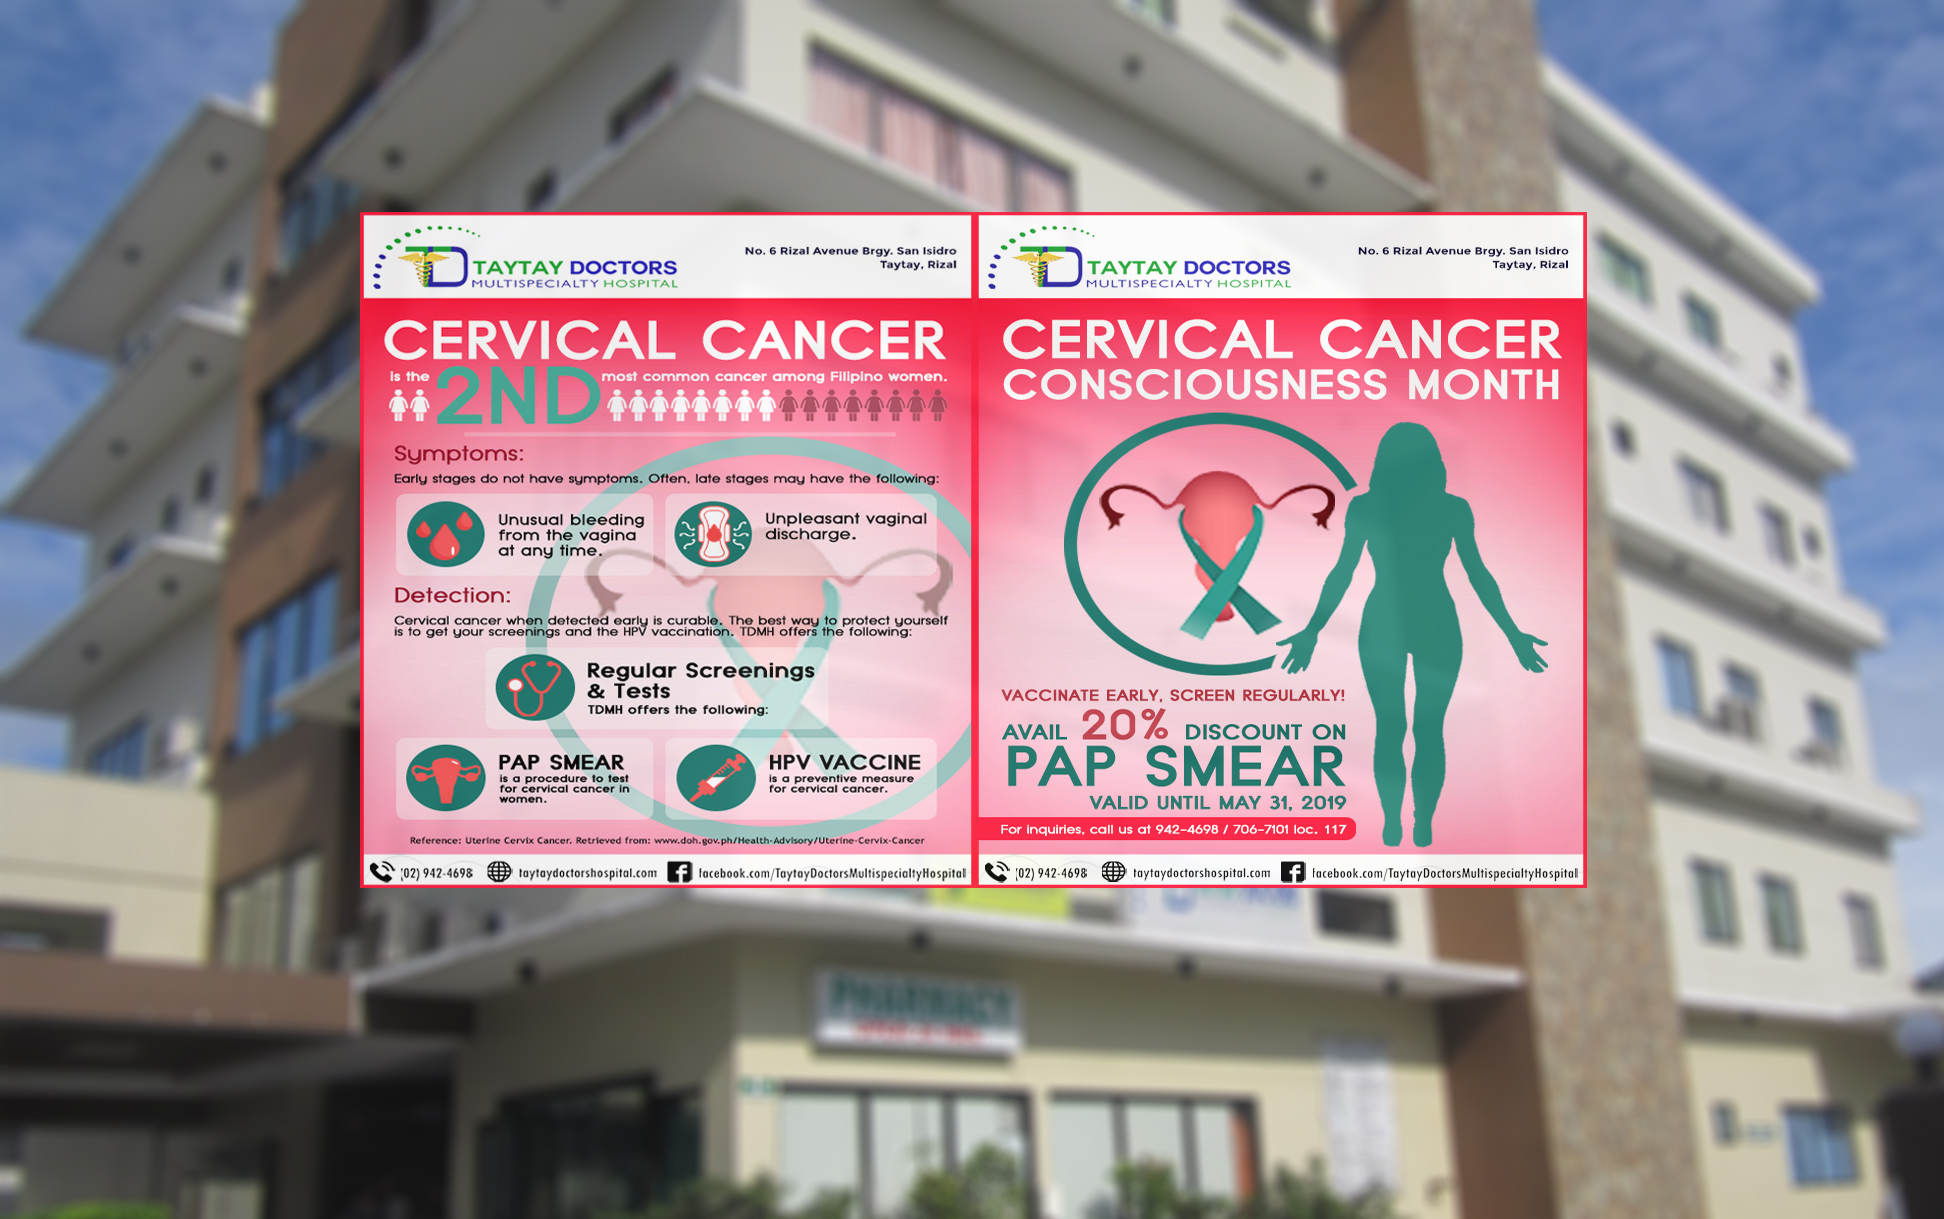 TAYTAY DOCTORS
MULTISPECIALTY HOSPITAL
No. 6 Rizal Avenue Brgy. San Isidro
Taytay, Rizal
CERVICAL CANCER
is the 2ND most common cancer among Filipino women.
Symptoms:
Early stages do not have symptoms. Often, late stages may have the following:
Unusual bleeding
from the vagina
at any time.
Unpleasant vaginal
discharge.
Detection:
Cervical cancer when detected early is curable. The best way to protect yourself
is to get your screenings and the HPV vaccination. TDMH offers the following:
Regular Screenings
& Tests
TDMH offers the following:
PAP SMEAR
is a procedure to test
for cervical cancer in
women.
HPV VACCINE
is a preventive measure
for cervical cancer.
Reference: Uterine Cervix Cancer. Retrieved from: www.doh.gov.ph/Health-Advisory/Uterine-Cervix-Cancer
(02) 942-4698 taytaydoctorshospital.com facebook.com/TaytayDoctorsMultispecialtyHospital
TAYTAY DOCTORS
MULTISPECIALTY HOSPITAL
No. 6 Rizal Avenue Brgy. San Isidro
Taytay, Rizal
CERVICAL CANCER
CONSCIOUSNESS MONTH
VACCINATE EARLY, SCREEN REGULARLY!
AVAIL 20% DISCOUNT ON
PAP SMEAR
VALID UNTIL MAY 31, 2019
For inquiries, call us at 942-4698 / 706-7101 loc. 117
(02) 942-4698 taytaydoctorshospital.com facebook.com/TaytayDoctorsMultispecialtyHospital
PHARMACY